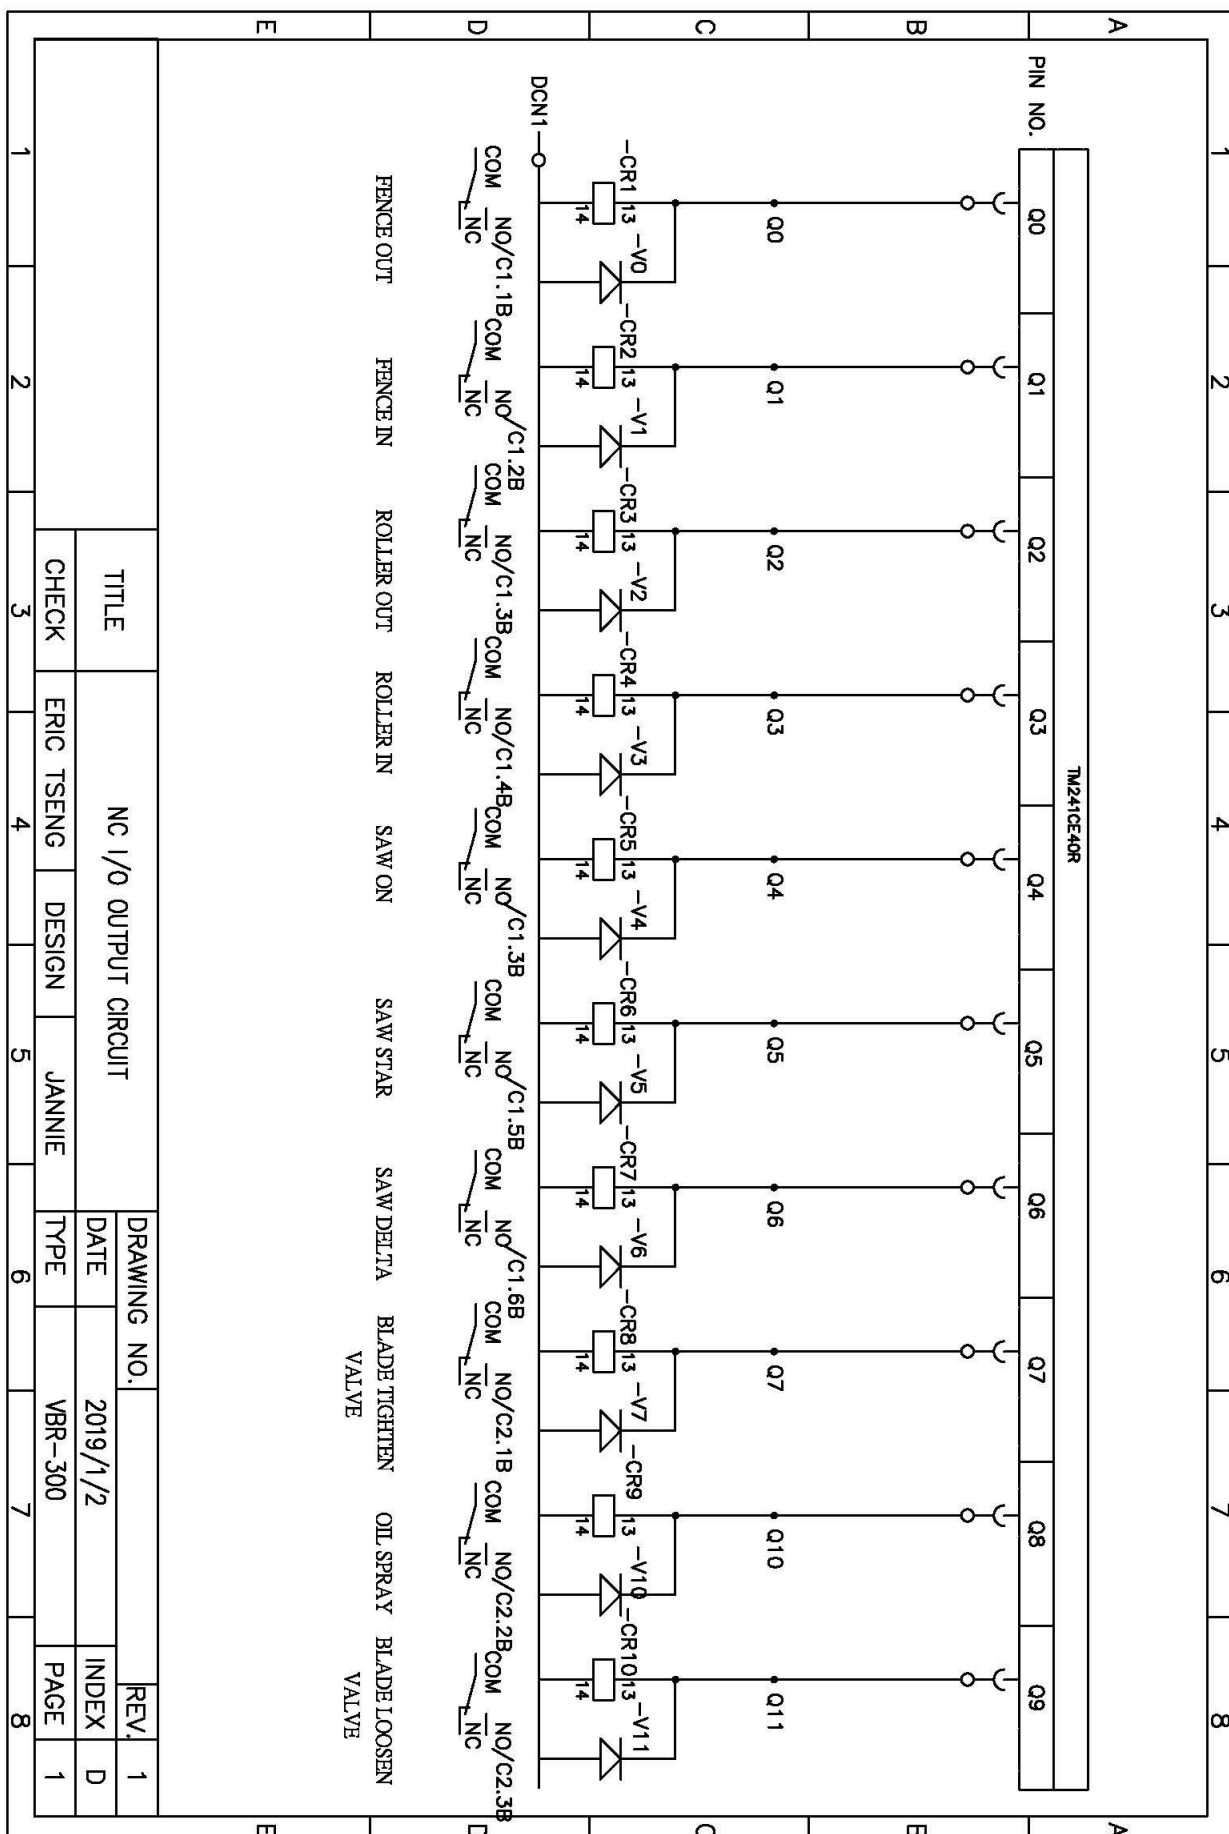 1 2 3 4 5 6 7 8
A
B
C
D
E
TM241CE40R
PIN NO. Q0 Q1 Q2 Q3 Q4 Q5 Q6 Q7 Q8 Q9
Q0 Q1 Q2 Q3 Q4 Q5 Q6 Q7 Q10 Q11
-CR1 13 -V0 -CR2 13 -V1 -CR3 13 -V2 -CR4 13 -V3 -CR5 13 -V4 -CR6 13 -V5 -CR7 13 -V6 -CR8 13 -V7 -CR9 13 -V10 -CR10 13 -V11
14 14 14 14 14 14 14 14 14 14
DCN1
COM NO/C1.1B COM NO/C1.2B COM NO/C1.3B COM NO/C1.4B COM NO/C1.3B COM NO/C1.5B COM NO/C1.6B COM NO/C2.1B COM NO/C2.2B COM NO/C2.3B
NC NC NC NC NC NC NC NC NC NC
FENCE OUT FENCE IN ROLLER OUT ROLLER IN SAW ON SAW STAR SAW DELTA BLADE TIGHTEN OIL SPRAY BLADE LOOSEN
VALVE VALVE
A
B
C
D
E
TITLE NC I/O OUTPUT CIRCUIT
DRAWING NO. REV. 1
DATE 2019/1/2 INDEX D
CHECK ERIC TSENG DESIGN JANNIE TYPE VBR-300 PAGE 1
1 2 3 4 5 6 7 8